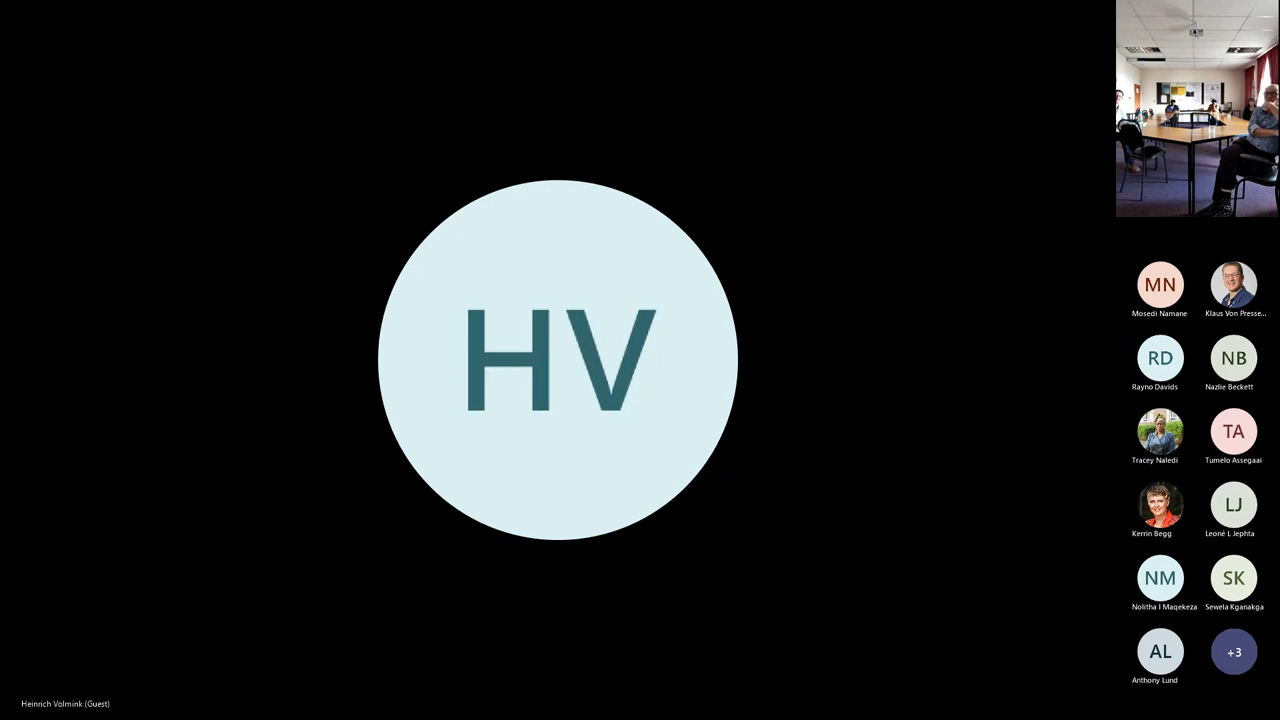 HV
MN
Mosedi Namane
Klaus Von Presse...
RD
Rayno Davids
NB
Nazlie Beckett
Tracey Naledi
TA
Tumelo Assegaai
Kerrin Begg
LJ
Leoné L Jephta
NM
Nolitha I Maqekeza
SK
Sewela Kganakga
AL
Anthony Lund
+3
Heinrich Volmink (Guest)